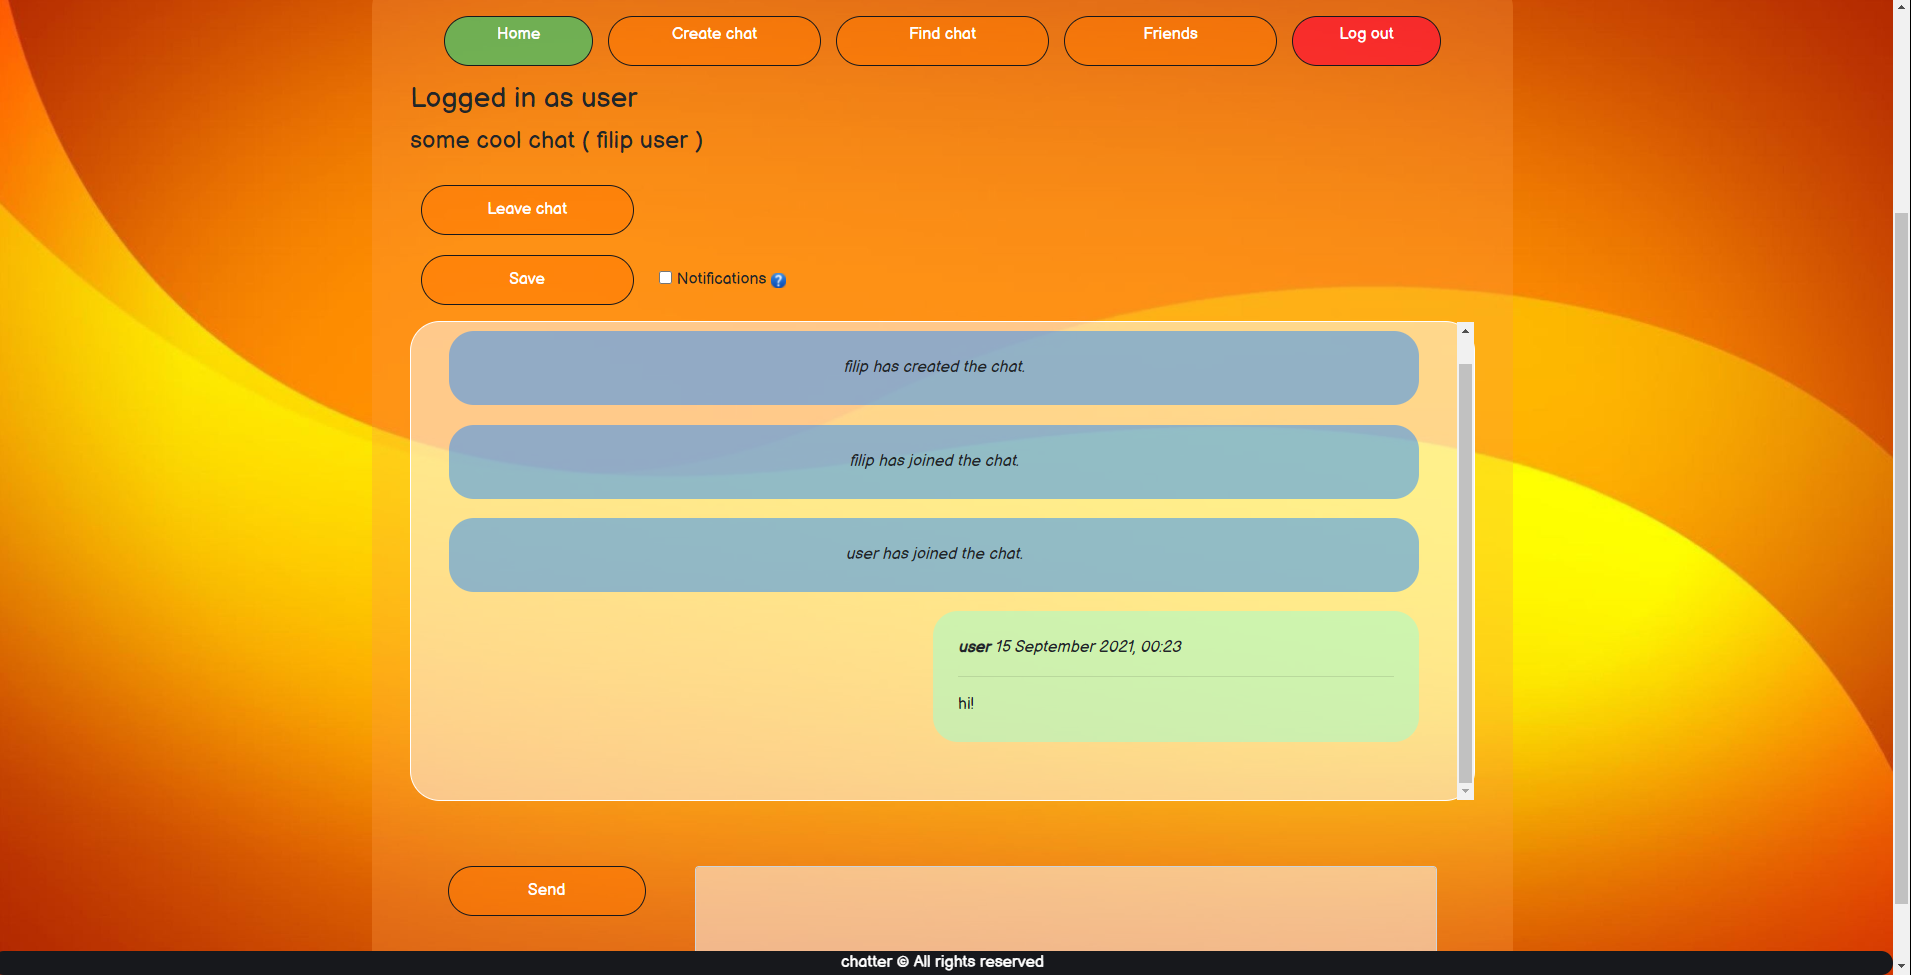 Home Create chat Find chat Friends Log out
Logged in as user
some cool chat ( filip user )
Leave chat
Save Notifications ?
filip has created the chat.
filip has joined the chat.
user has joined the chat.
user 15 September 2021, 00:23
hi!
Send
chatter © All rights reserved